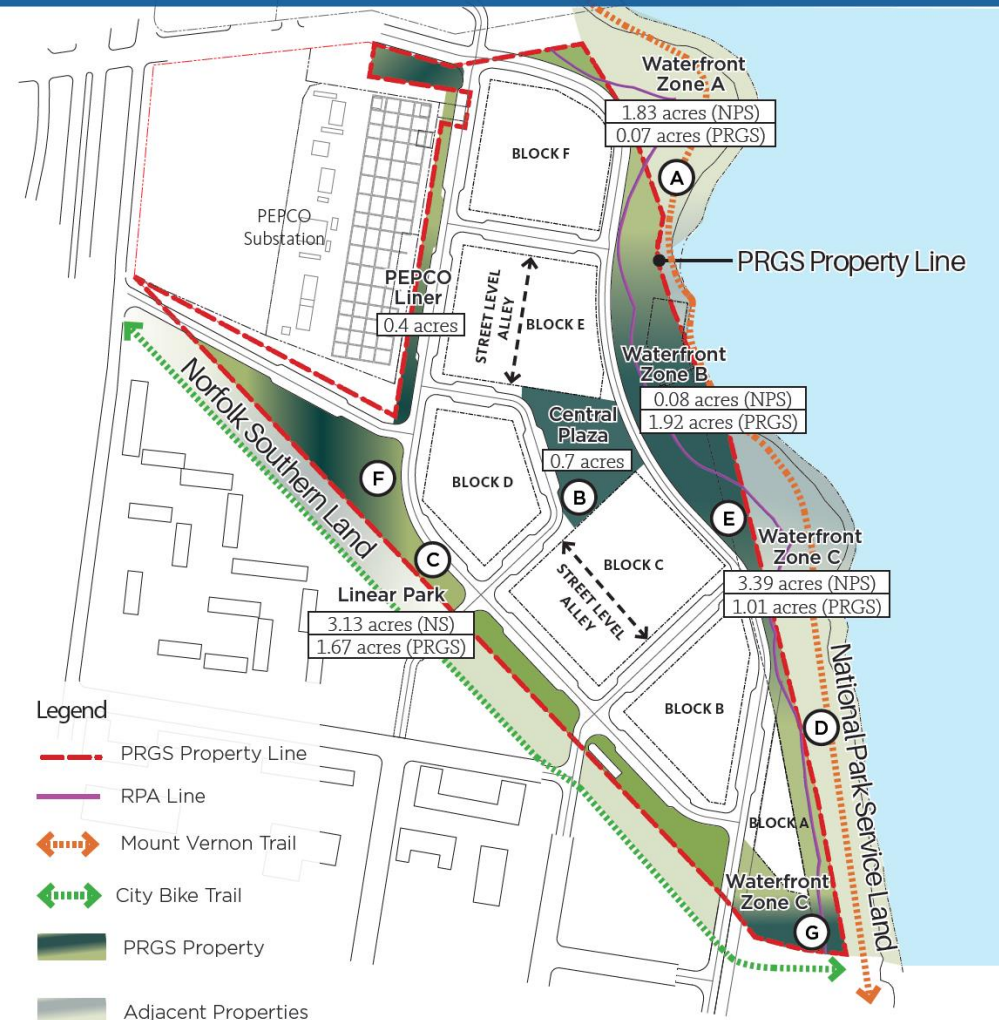 Waterfront
Zone A
1.83 acres (NPS)
0.07 acres (PRGS)
BLOCK F
A
PEPCO
Substation
PRGS Property Line
PEPCO
Liner
0.4 acres
STREET LEVEL
ALLEY
BLOCK E
Waterfront
Zone B
0.08 acres (NPS)
1.92 acres (PRGS)
Norfolk Southern Land
Central
Plaza
0.7 acres
F
BLOCK D
B
E
Waterfront
Zone C
3.39 acres (NPS)
1.01 acres (PRGS)
C
BLOCK C
STREET LEVEL
ALLEY
Linear Park
3.13 acres (NS)
1.67 acres (PRGS)
National Park Service Land
BLOCK B
D
BLOCK A
Waterfront
Zone C
G
Legend
PRGS Property Line
RPA Line
Mount Vernon Trail
City Bike Trail
PRGS Property
Adjacent Properties